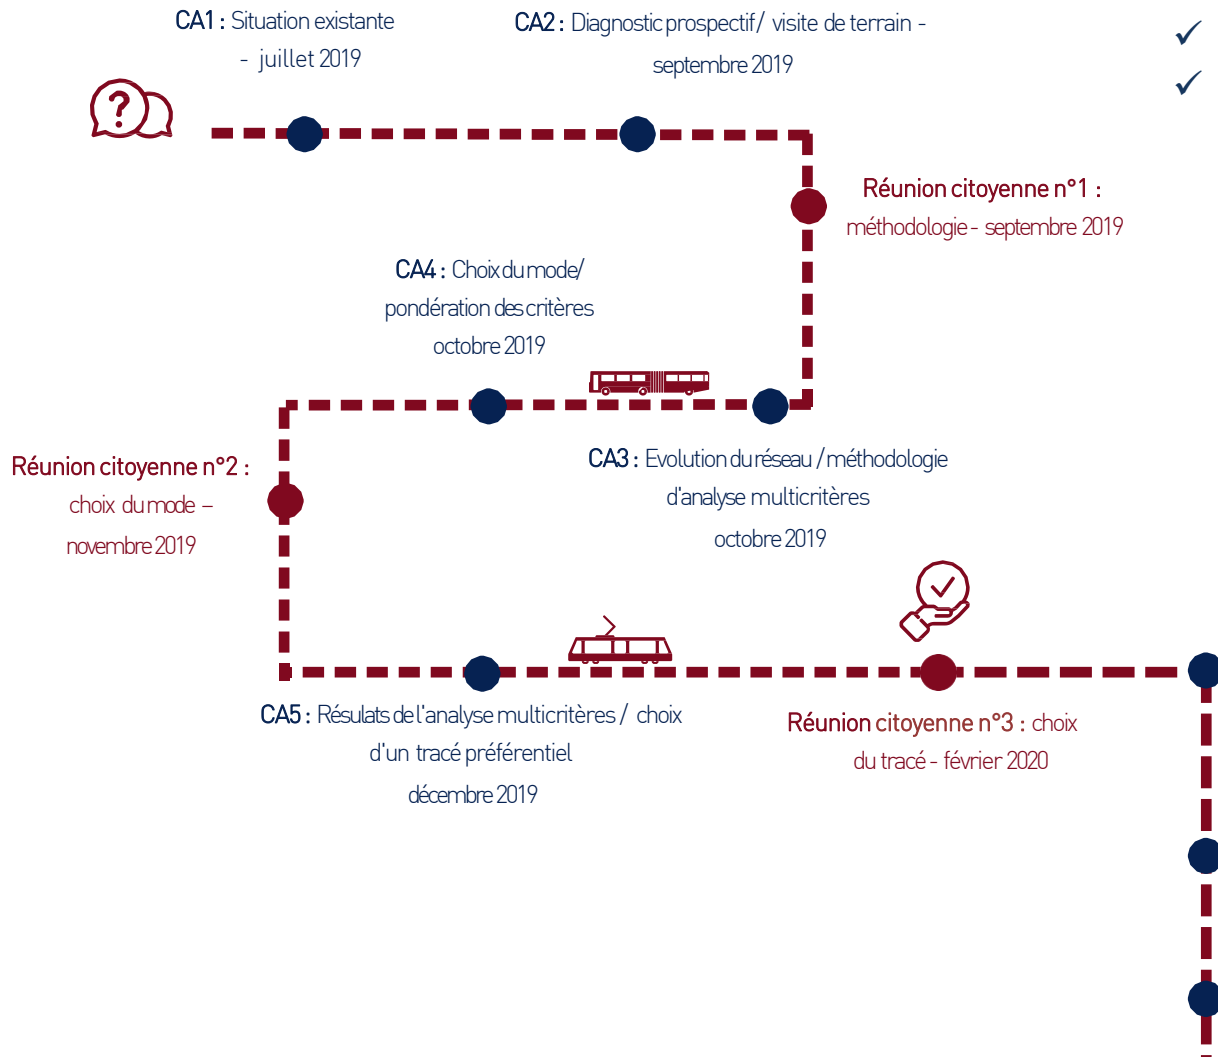 CA1 : Situation existante
- juillet 2019
CA2 : Diagnostic prospectif / visite de terrain -
septembre 2019
?
Réunion citoyenne n°1 :
méthodologie - septembre 2019
CA4 : Choix du mode/
pondération des critères
octobre 2019
CA3 : Evolution du réseau / méthodologie
d'analyse multicritères
octobre 2019
Réunion citoyenne n°2 :
choix du mode –
novembre 2019
CA5 : Résulats de l'analyse multicritères / choix
d'un tracé préférentiel
décembre 2019
Réunion citoyenne n°3 : choix
du tracé - février 2020